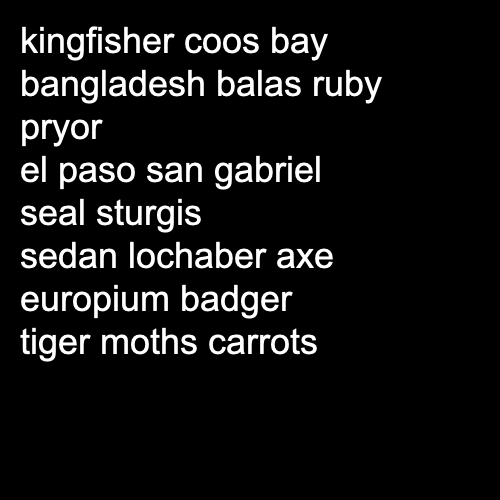 kingfisher coos bay
bangladesh balas ruby
pryor
el paso san gabriel
seal sturgis
sedan lochaber axe
europium badger
tiger moths carrots